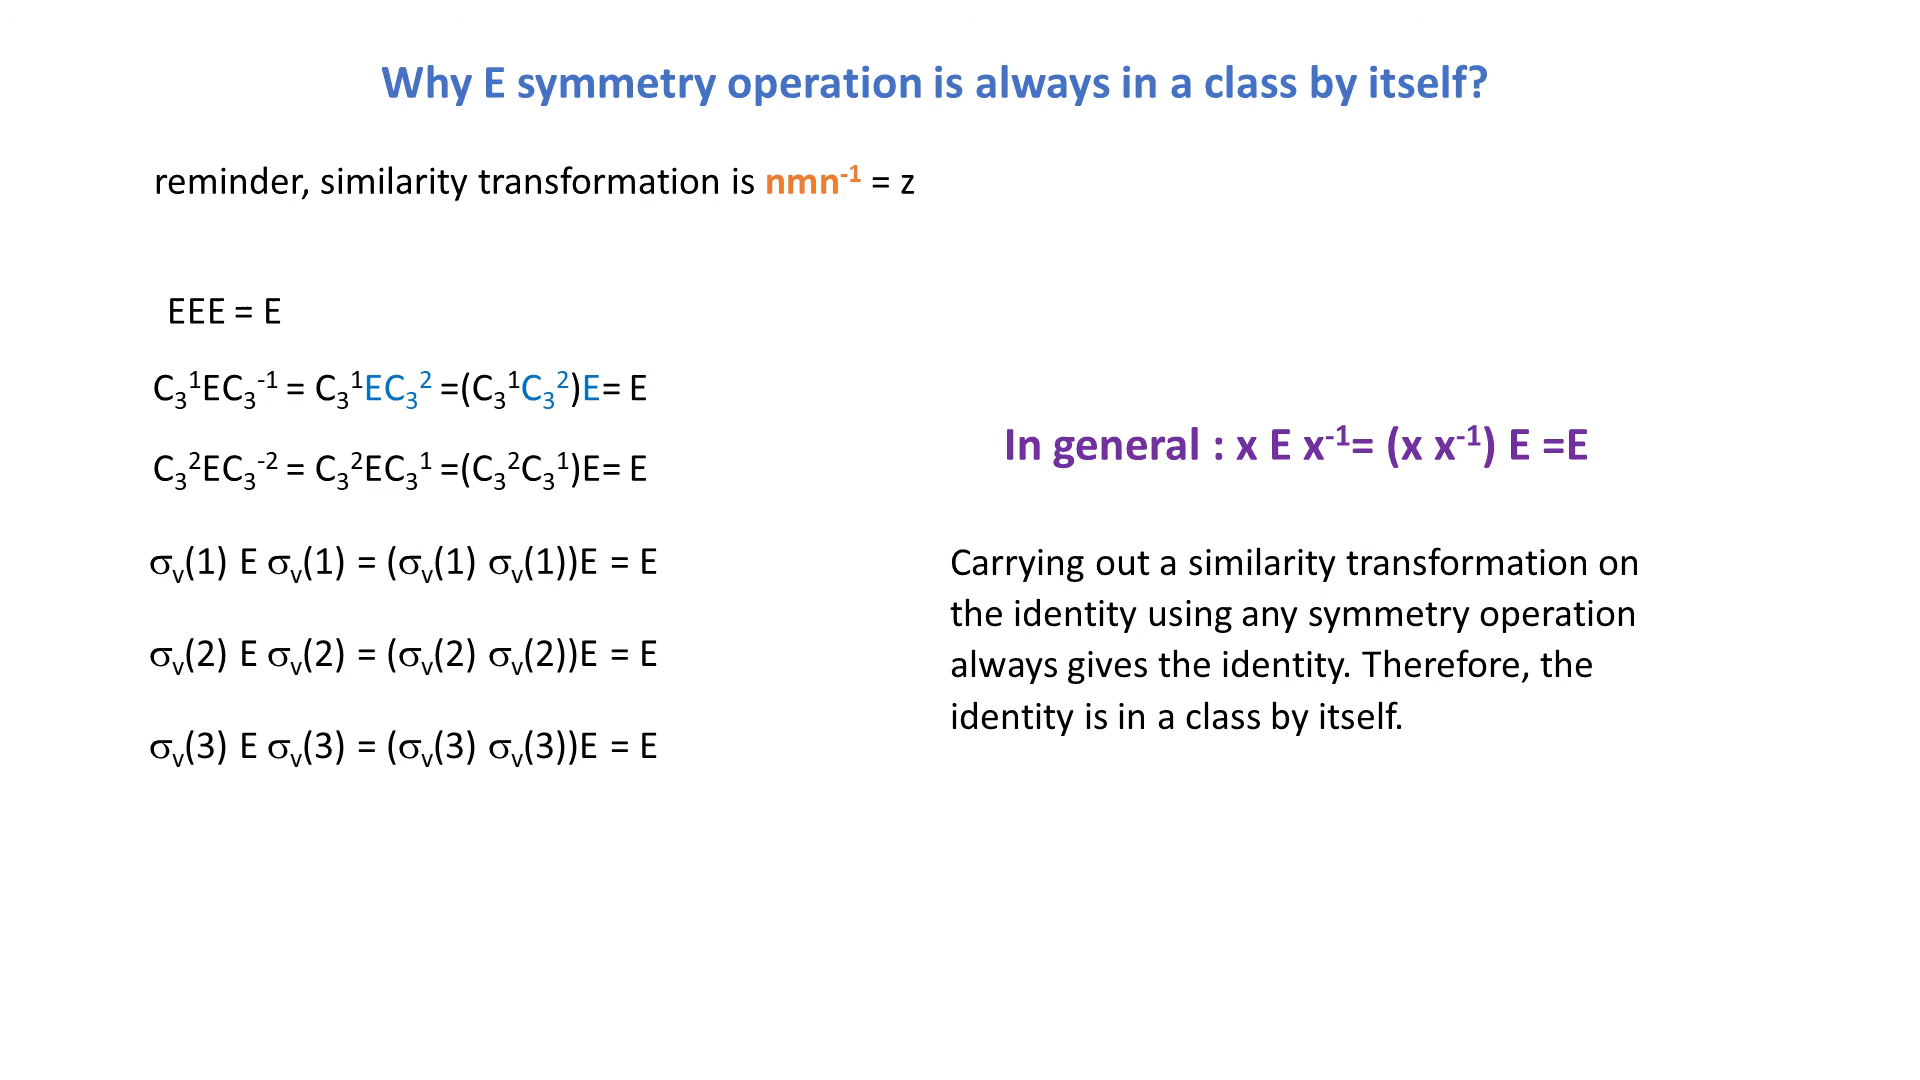 Why E symmetry operation is always in a class by itself?
reminder, similarity transformation is nmn⁻¹ = z
EEE = E
C₃¹EC₃⁻¹ = C₃¹EC₃² =(C₃¹C₃²)E= E
C₃²EC₃⁻² = C₃²EC₃¹ =(C₃²C₃¹)E= E
σᵥ(1) E σᵥ(1) = (σᵥ(1) σᵥ(1))E = E
σᵥ(2) E σᵥ(2) = (σᵥ(2) σᵥ(2))E = E
σᵥ(3) E σᵥ(3) = (σᵥ(3) σᵥ(3))E = E
In general : x E x⁻¹= (x x⁻¹) E =E
Carrying out a similarity transformation on
the identity using any symmetry operation
always gives the identity. Therefore, the
identity is in a class by itself.